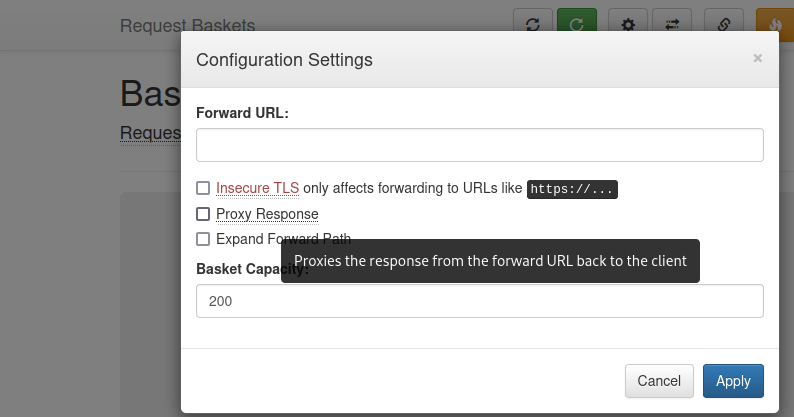 Request Baskets
Configuration Settings
×
Bas
Reques
Forward URL:
Insecure TLS only affects forwarding to URLs like https://...
Proxy Response
Expand Forward Path
Proxies the response from the forward URL back to the client
Basket Capacity:
200
Cancel
Apply